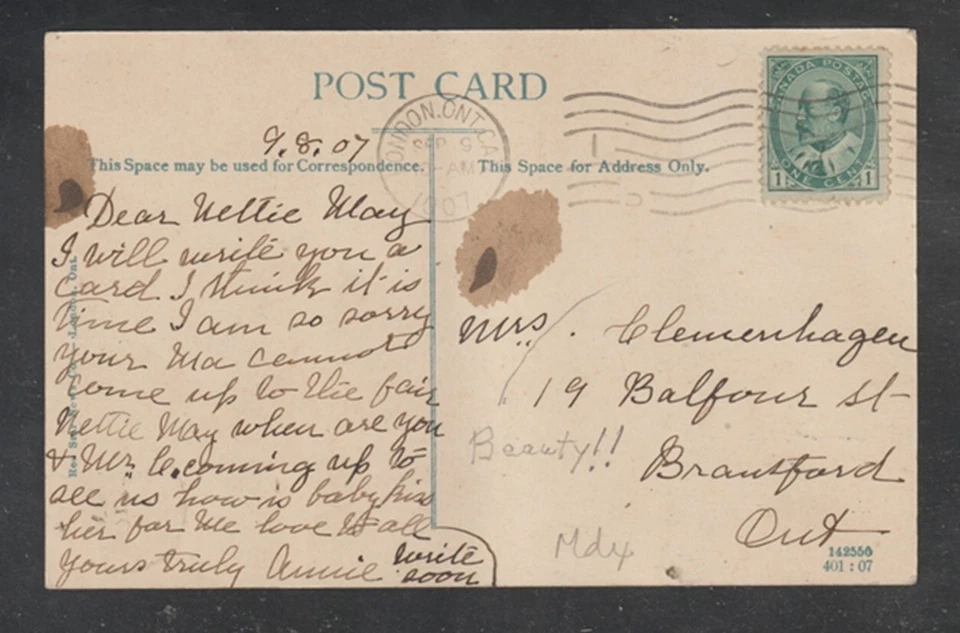 POST CARD
LONDON.ONT.CA
SEP 9
AM
1907
CANADA POSTAGE
1 ONE CENT 1
9.8.07
This Space may be used for Correspondence.
This Space for Address Only.
Dear Nettie May
I will write you a
card I think it is
time I am so sorry
your Ma cannot
come up to the fair
Nettie May when are you
& Mr. C. coming up to
see us how is baby kiss
her for me love to all
yours truly Annie write
soon
Mrs. Clemenhagen
19 Balfour st
Brantford
Ont
Beauty!!
Mdx
142550
401 : 07
London, Ont.